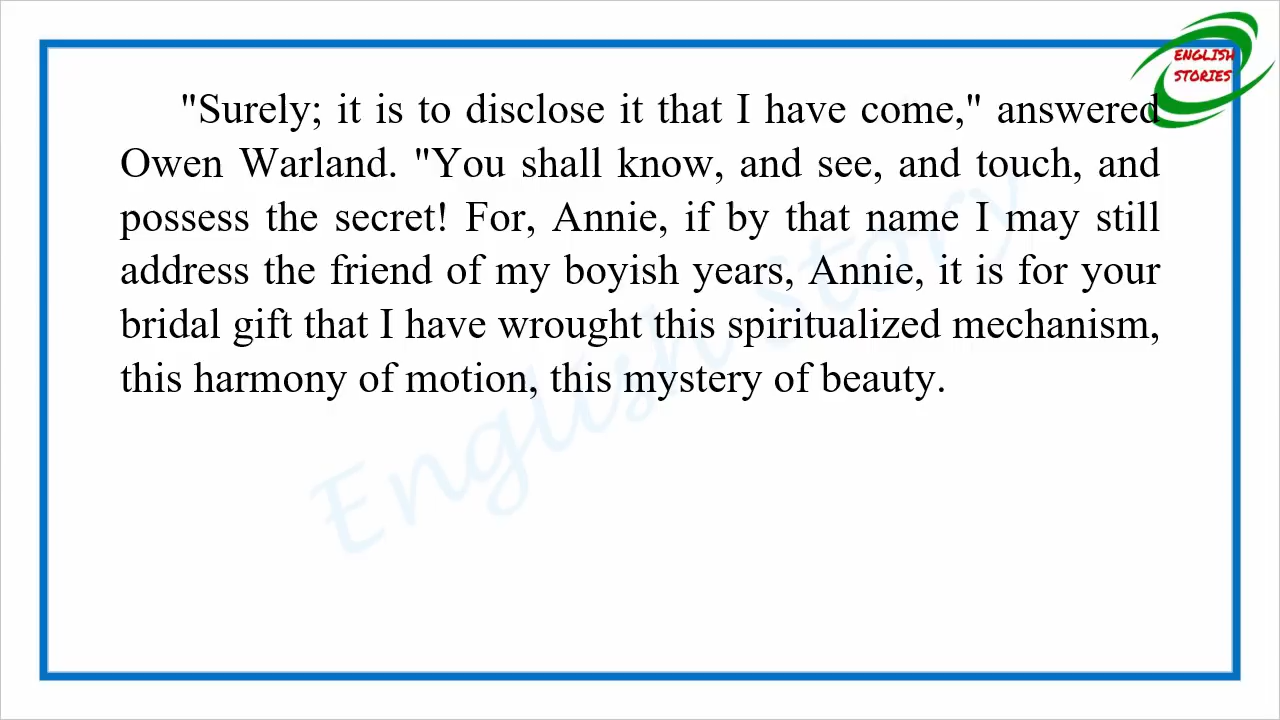 ENGLISH
STORIES
"Surely; it is to disclose it that I have come," answered
Owen Warland. "You shall know, and see, and touch, and
possess the secret! For, Annie, if by that name I may still
address the friend of my boyish years, Annie, it is for your
bridal gift that I have wrought this spiritualized mechanism,
this harmony of motion, this mystery of beauty.
English Story